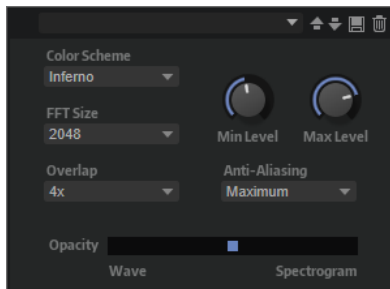 Color Scheme
Inferno
FFT Size
2048
Min Level
Max Level
Overlap
4x
Anti-Aliasing
Maximum
Opacity
Wave
Spectrogram